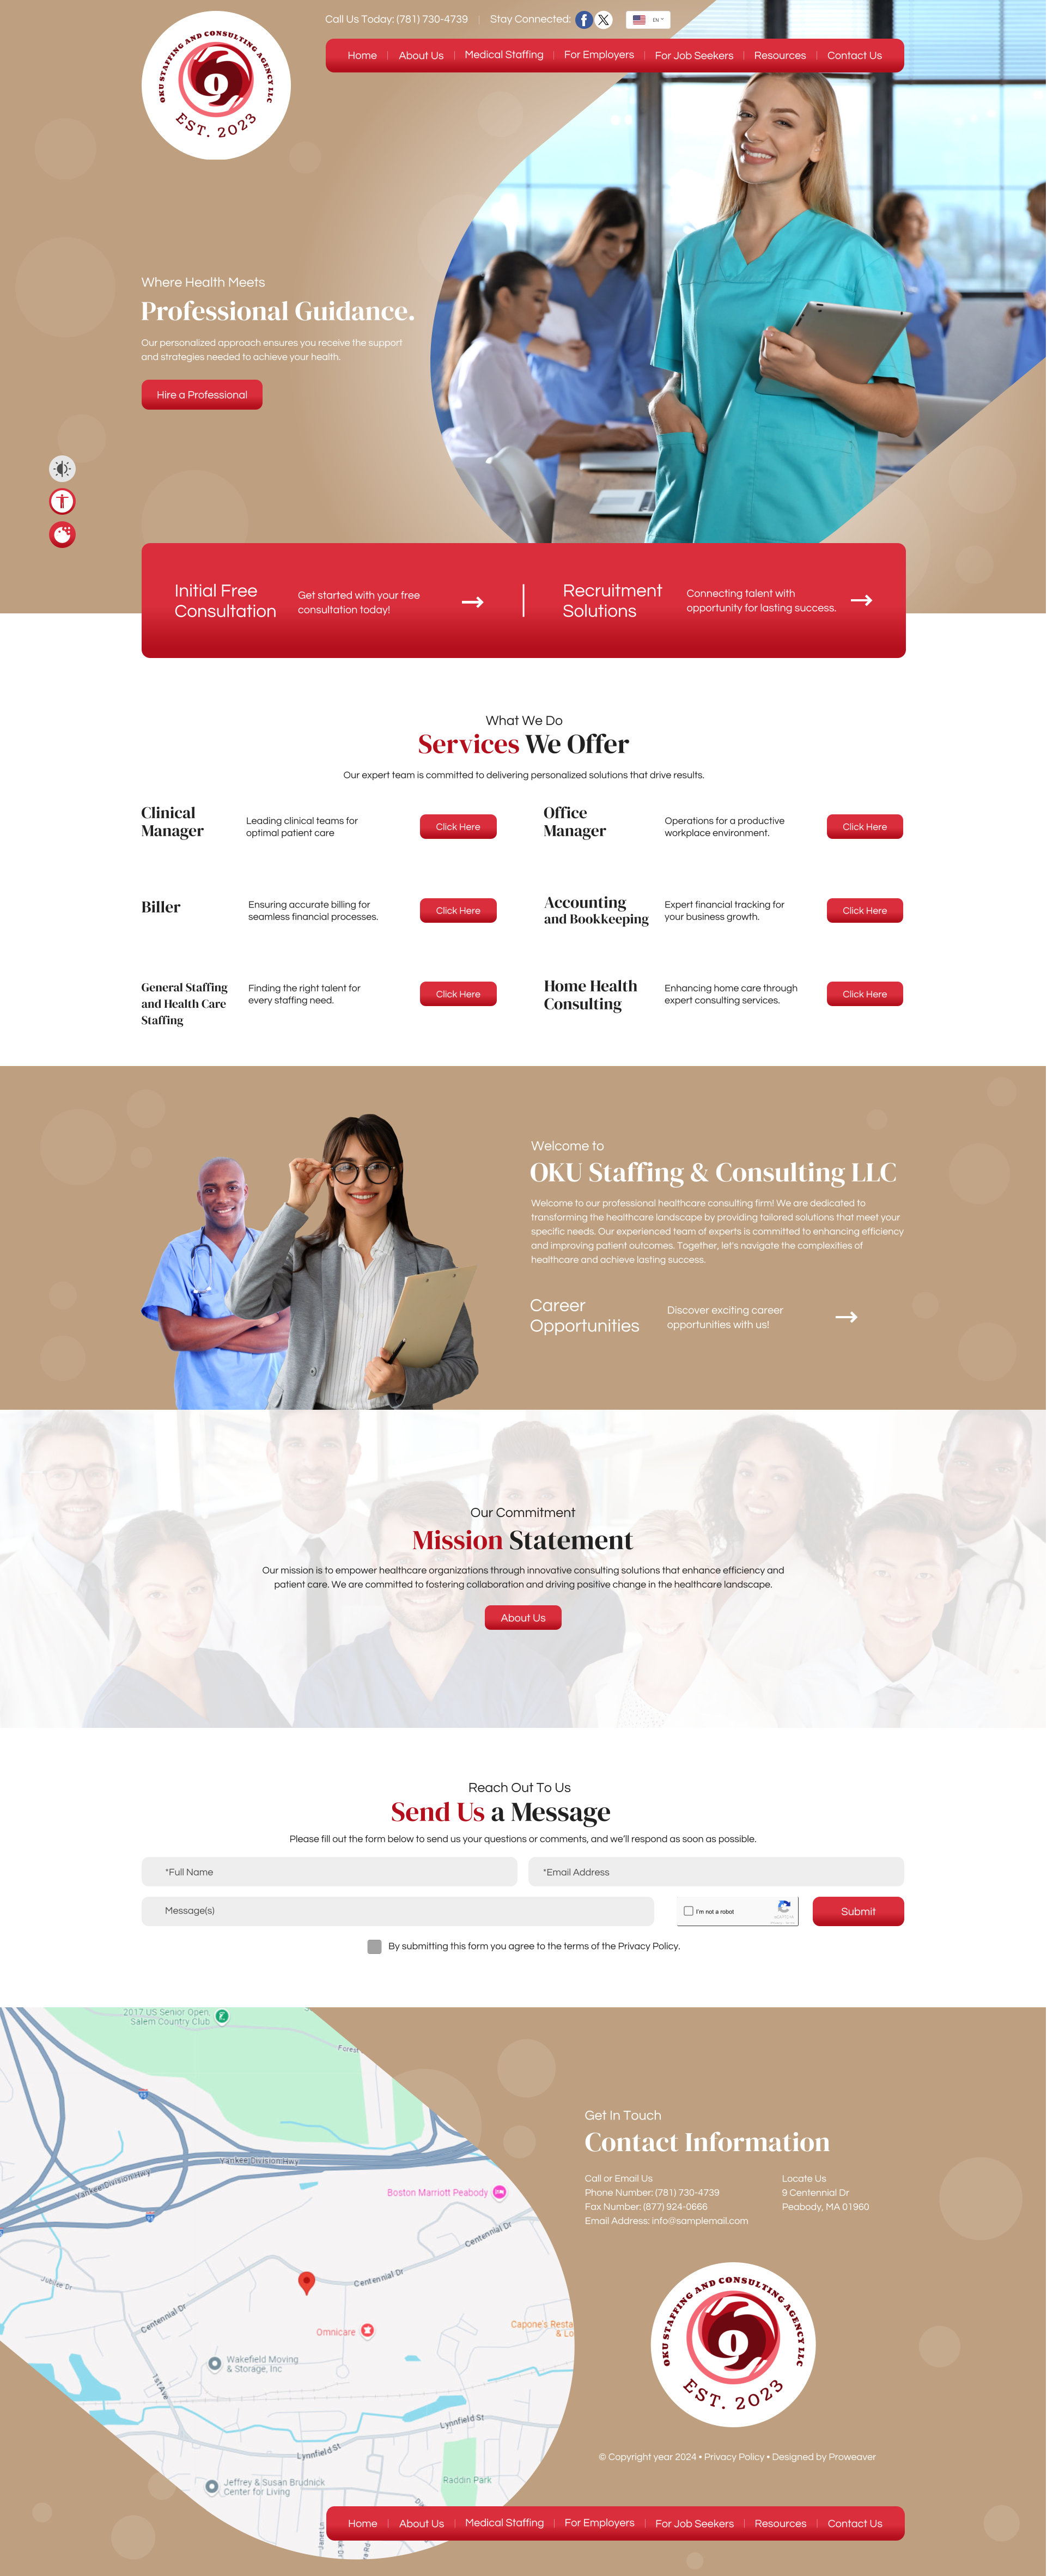 Call Us Today: (781) 730-4739 | Stay Connected:
EN
OKU STAFFING AND CONSULTING AGENCY LLC
9
EST. 2023
Home | About Us | Medical Staffing | For Employers | For Job Seekers | Resources | Contact Us
Where Health Meets
Professional Guidance.
Our personalized approach ensures you receive the support
and strategies needed to achieve your health.
Hire a Professional
Initial Free
Consultation
Get started with your free
consultation today!
Recruitment
Solutions
Connecting talent with
opportunity for lasting success.
What We Do
Services We Offer
Our expert team is committed to delivering personalized solutions that drive results.
Clinical
Manager
Leading clinical teams for
optimal patient care
Click Here
Office
Manager
Operations for a productive
workplace environment.
Click Here
Biller
Ensuring accurate billing for
seamless financial processes.
Click Here
Accounting
and Bookkeeping
Expert financial tracking for
your business growth.
Click Here
General Staffing
and Health Care
Staffing
Finding the right talent for
every staffing need.
Click Here
Home Health
Consulting
Enhancing home care through
expert consulting services.
Click Here
Welcome to
OKU Staffing & Consulting LLC
Welcome to our professional healthcare consulting firm! We are dedicated to
transforming the healthcare landscape by providing tailored solutions that meet your
specific needs. Our experienced team of experts is committed to enhancing efficiency
and improving patient outcomes. Together, let's navigate the complexities of
healthcare and achieve lasting success.
Career
Opportunities
Discover exciting career
opportunities with us!
Our Commitment
Mission Statement
Our mission is to empower healthcare organizations through innovative consulting solutions that enhance efficiency and
patient care. We are committed to fostering collaboration and driving positive change in the healthcare landscape.
About Us
Reach Out To Us
Send Us a Message
Please fill out the form below to send us your questions or comments, and we'll respond as soon as possible.
*Full Name
*Email Address
Message(s)
I'm not a robot
Submit
By submitting this form you agree to the terms of the Privacy Policy.
2017 US Senior Open,
Salem Country Club
Forest
Yankee Division Hwy
Yankee Division Hwy
Boston Marriott Peabody
Centennial Dr
Centennial Dr
Jubilee Dr
Centennial Dr
Omnicare
Capone's Resta
& Lo
Wakefield Moving
& Storage, Inc
1st Ave
Lynnfield St
Lynnfield St
Raddin Park
Jeffrey & Susan Brudnick
Center for Living
Janet Ln
Get In Touch
Contact Information
Call or Email Us
Phone Number: (781) 730-4739
Fax Number: (877) 924-0666
Email Address: info@samplemail.com
Locate Us
9 Centennial Dr
Peabody, MA 01960
OKU STAFFING AND CONSULTING AGENCY LLC
9
EST. 2023
© Copyright year 2024 • Privacy Policy • Designed by Proweaver
Home | About Us | Medical Staffing | For Employers | For Job Seekers | Resources | Contact Us